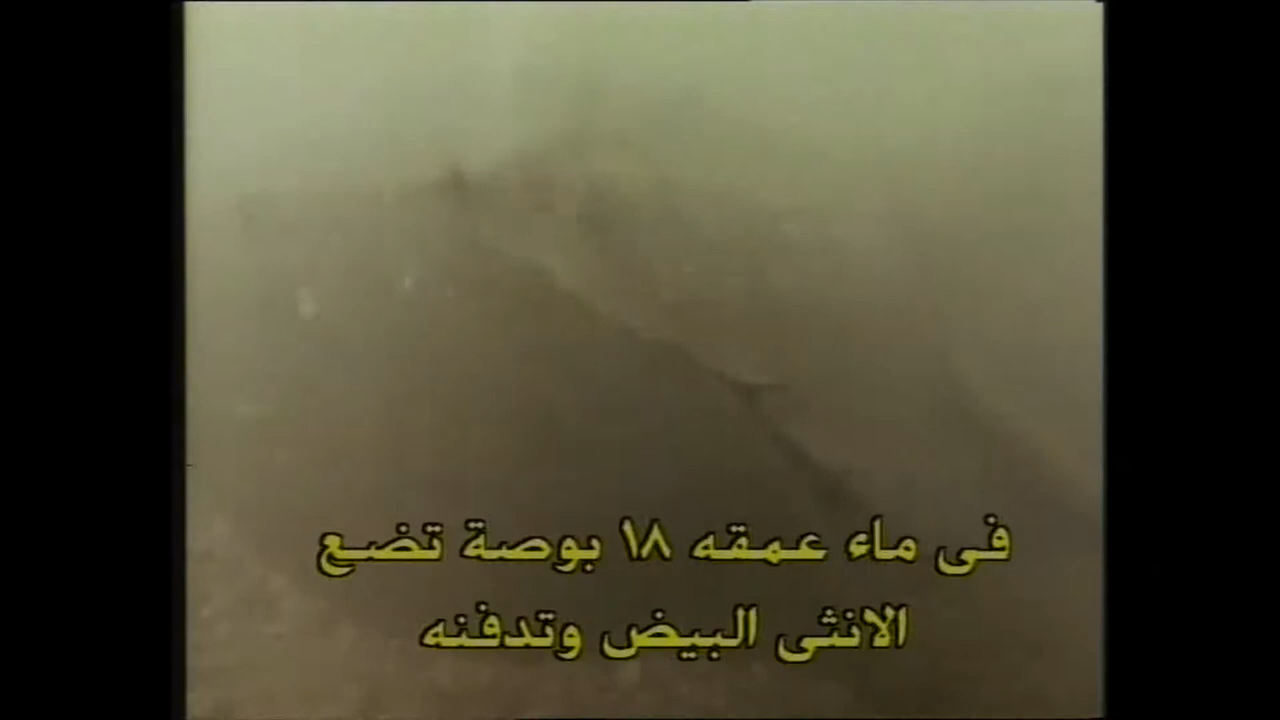 فى ماء عمقه ١٨ بوصة تضع
الانثى البيض وتدفنه